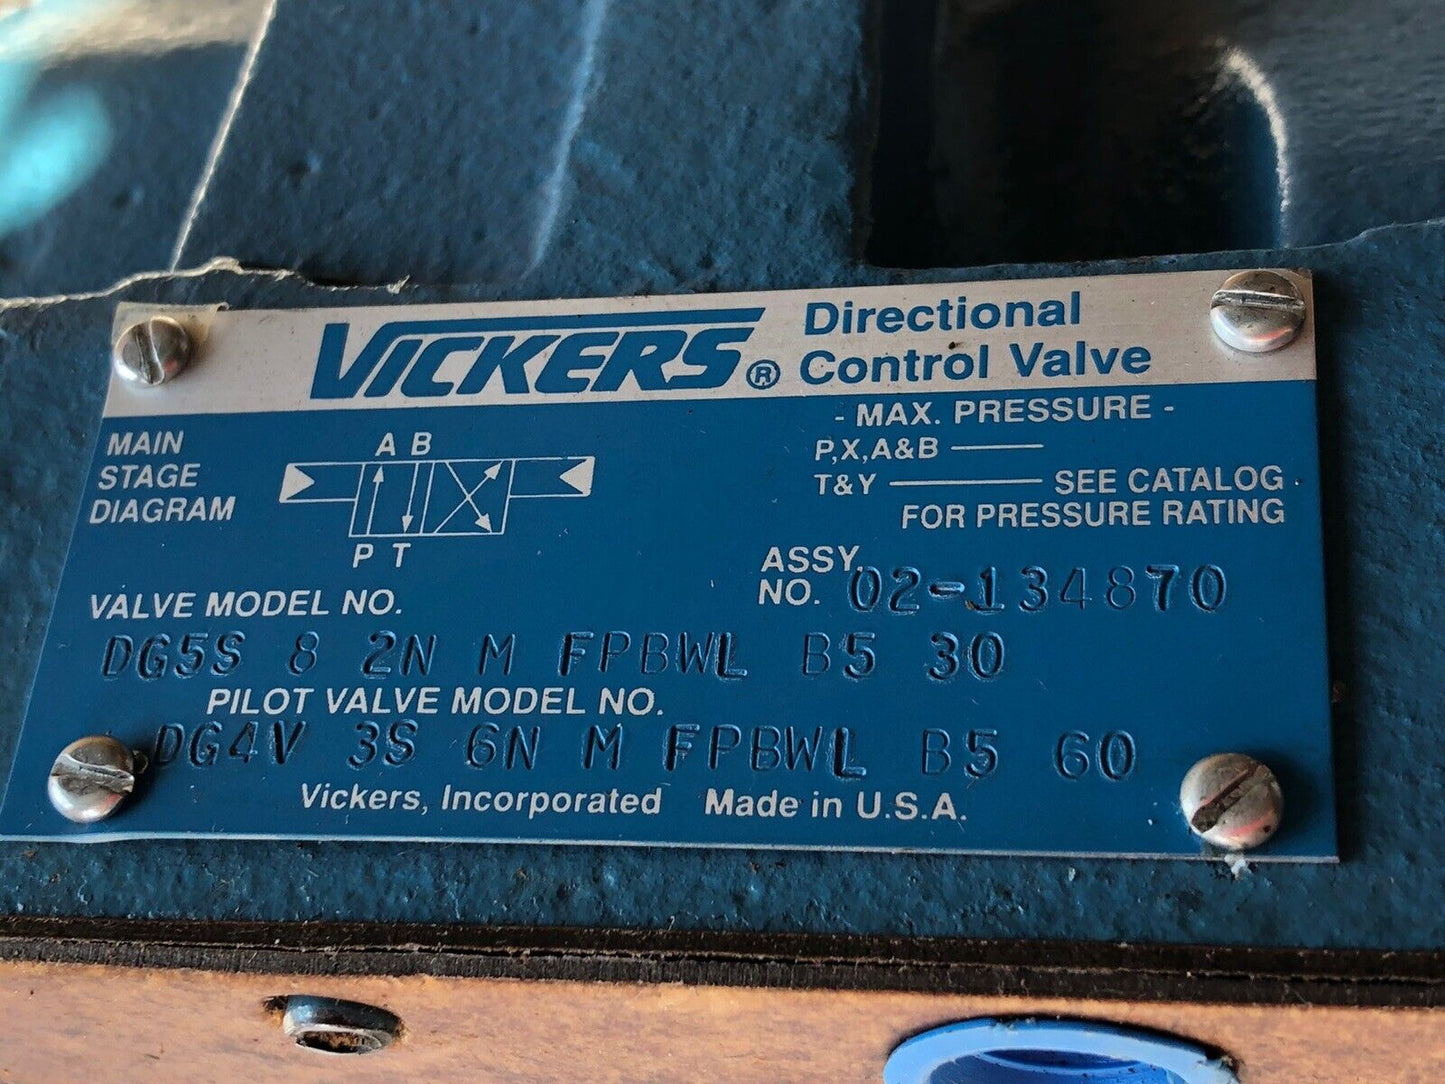 VICKERS® Directional
Control Valve
MAIN
STAGE
DIAGRAM
A B
P T
- MAX. PRESSURE -
P,X,A&B
T&Y SEE CATALOG
FOR PRESSURE RATING
ASSY.
NO. 02-134870
VALVE MODEL NO.
DG5S 8 2N M FPBWL B5 30
PILOT VALVE MODEL NO.
DG4V 3S 6N M FPBWL B5 60
Vickers, Incorporated Made in U.S.A.